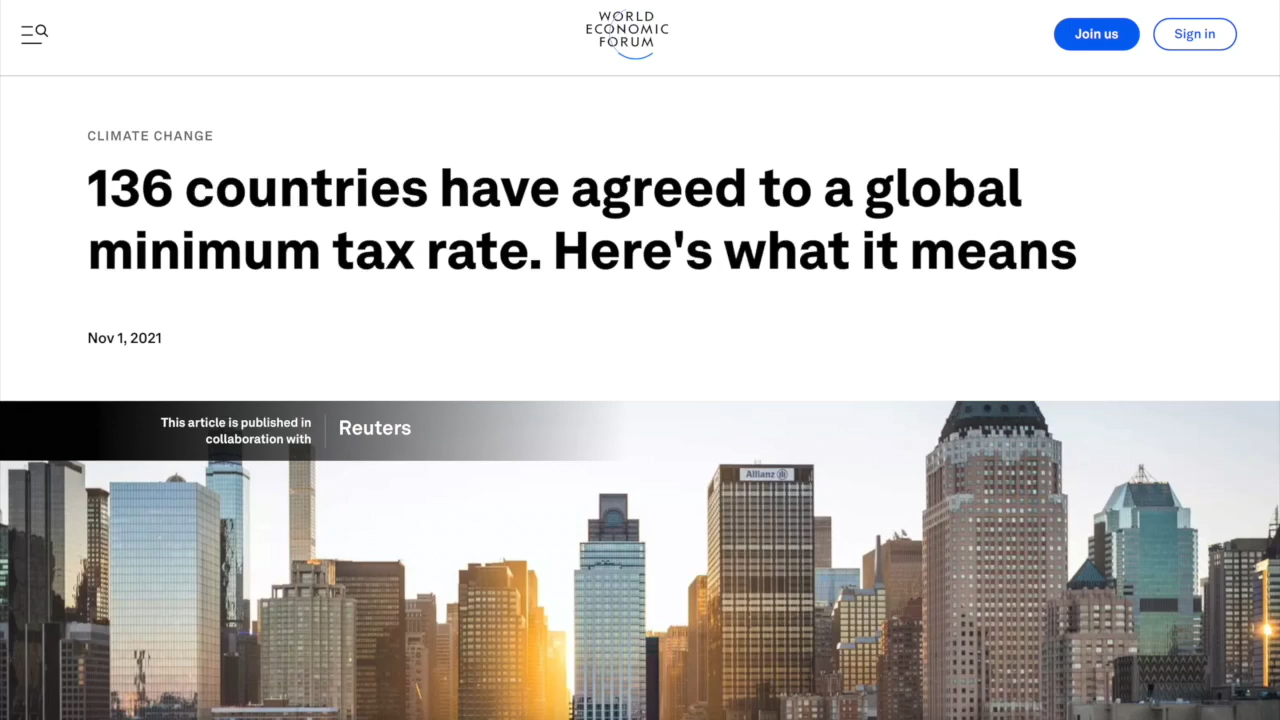 WORLD
ECONOMIC
FORUM
Join us
Sign in
CLIMATE CHANGE
136 countries have agreed to a global
minimum tax rate. Here's what it means
Nov 1, 2021
This article is published in
collaboration with
Reuters
Allianz